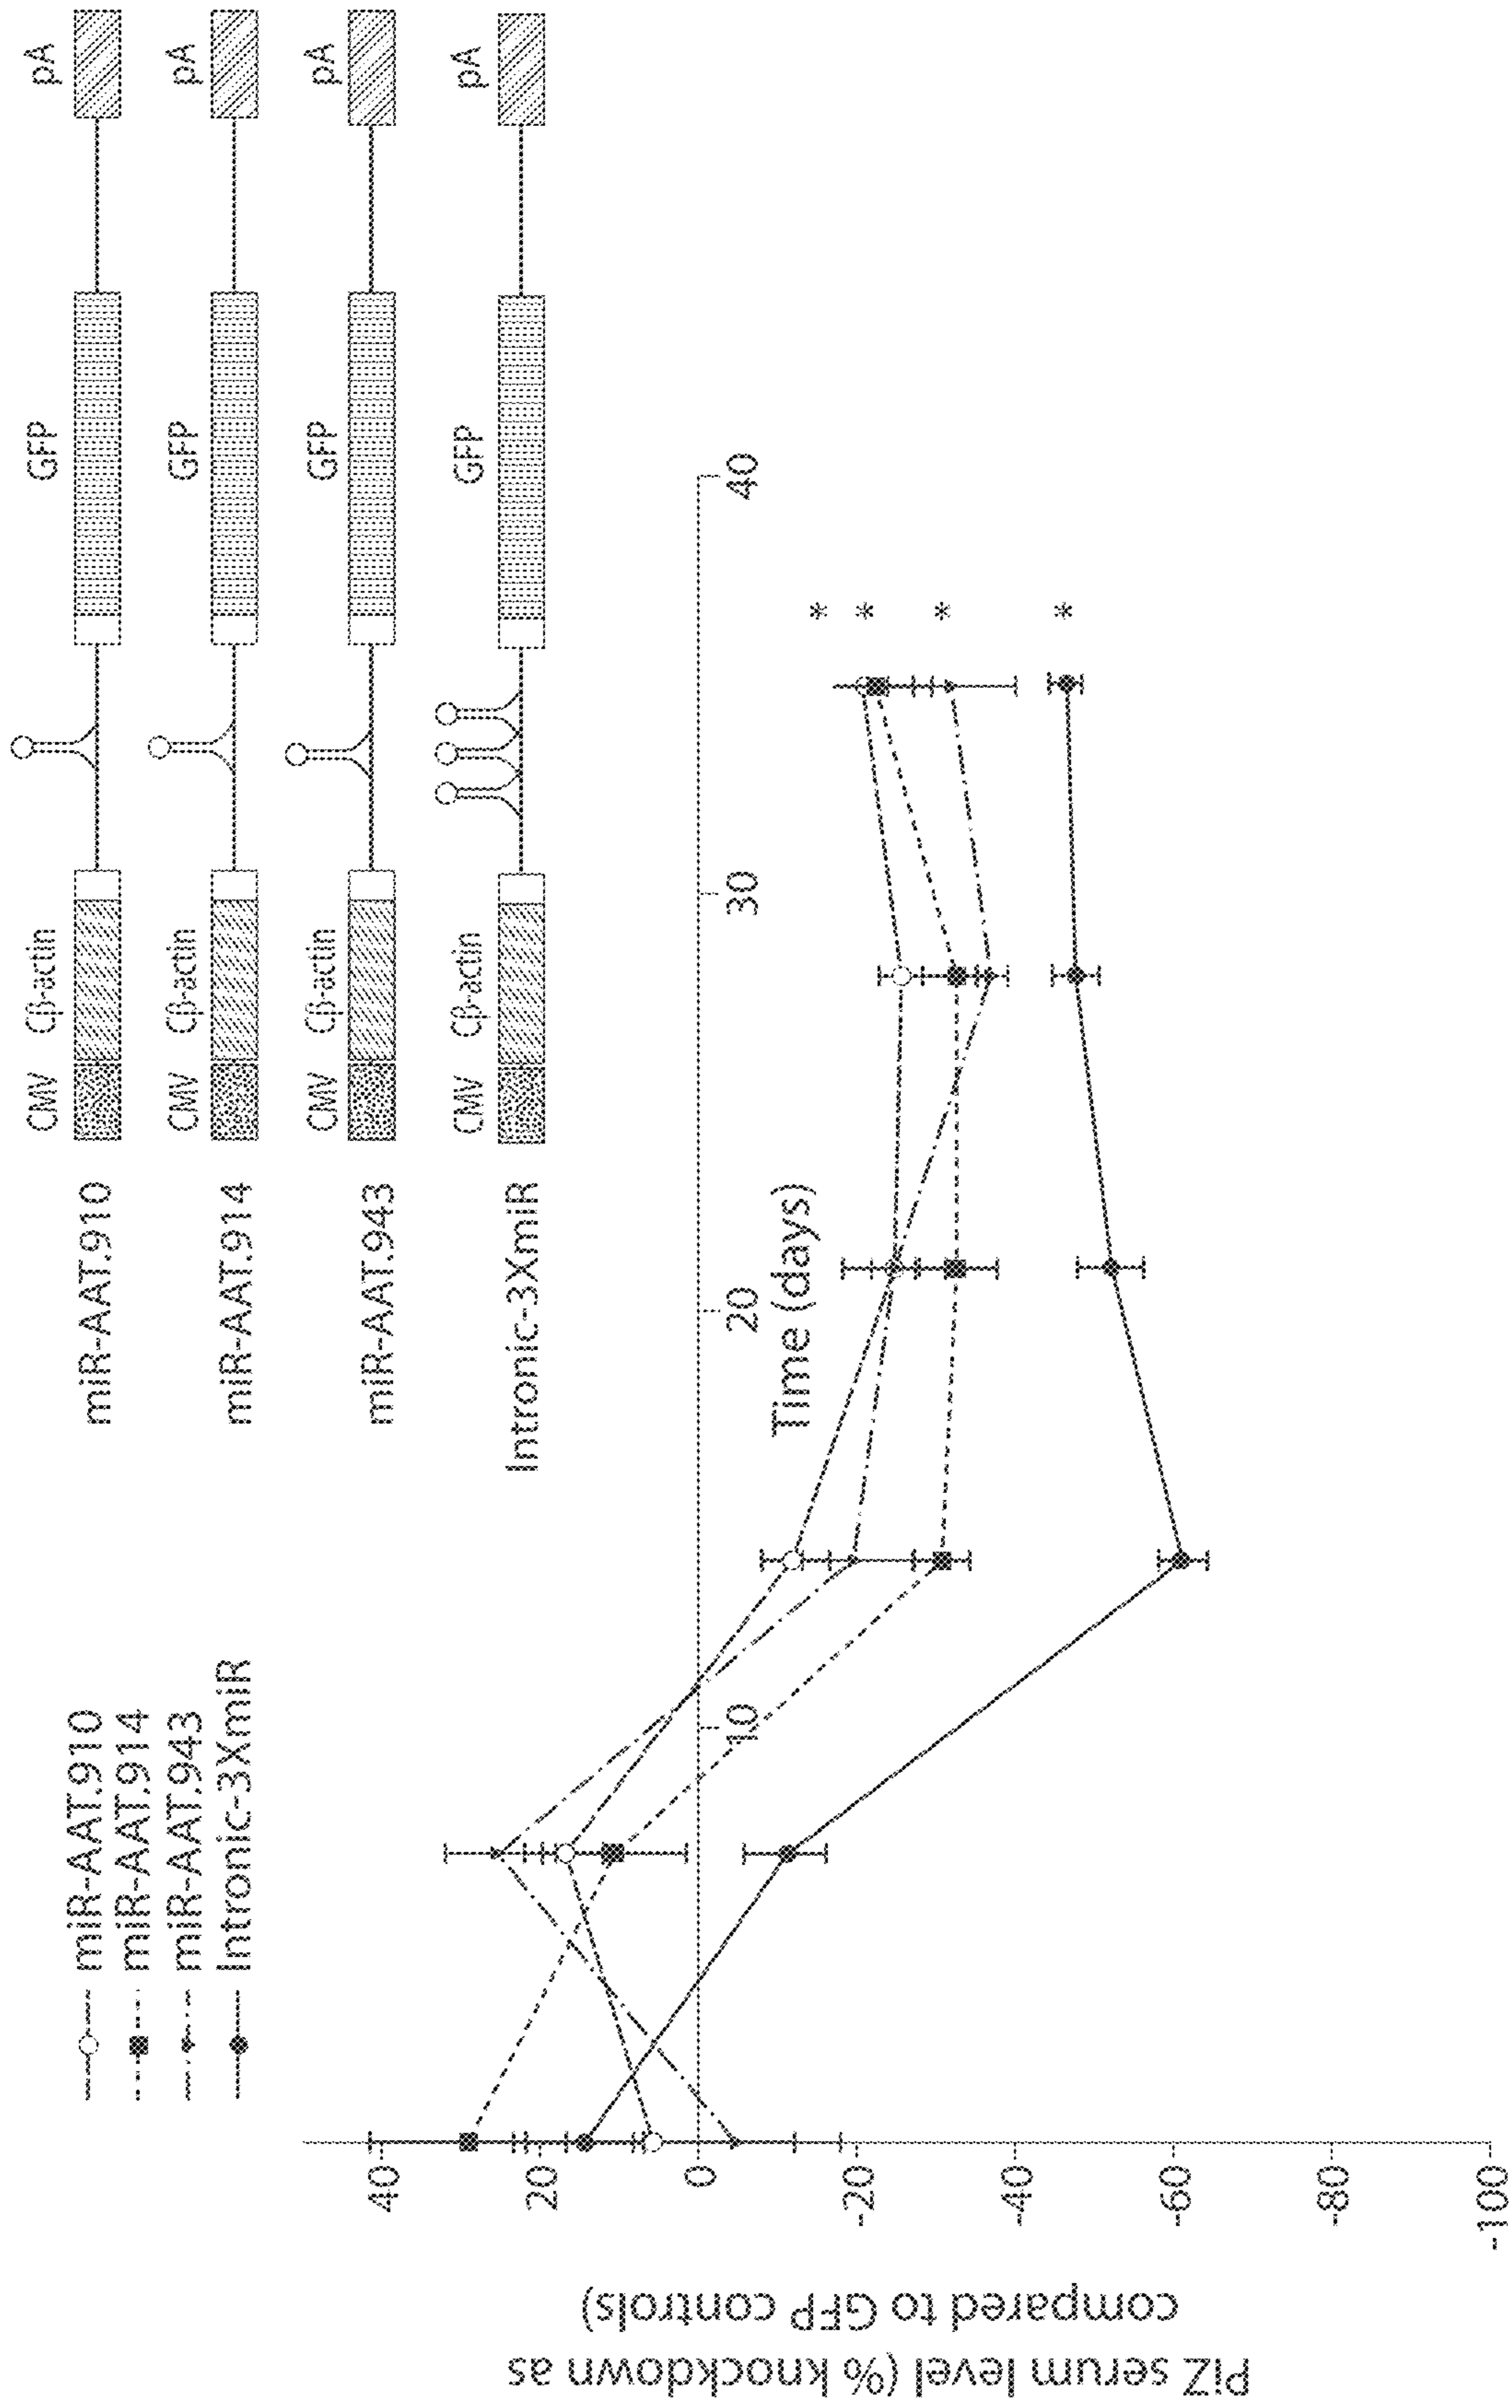 miR-AAT.910
miR-AAT.914
miR-AAT.943
Intronic-3XmiR
miR-AAT.910
CMV Cβ-actin GFP pA
miR-AAT.914
CMV Cβ-actin GFP pA
miR-AAT.943
CMV Cβ-actin GFP pA
Intronic-3XmiR
CMV Cβ-actin GFP pA
PiZ serum level (% knockdown as
compared to GFP controls)
40
20
0
-20
-40
-60
-80
-100
10
20
30
40
Time (days)
*
*
*
*